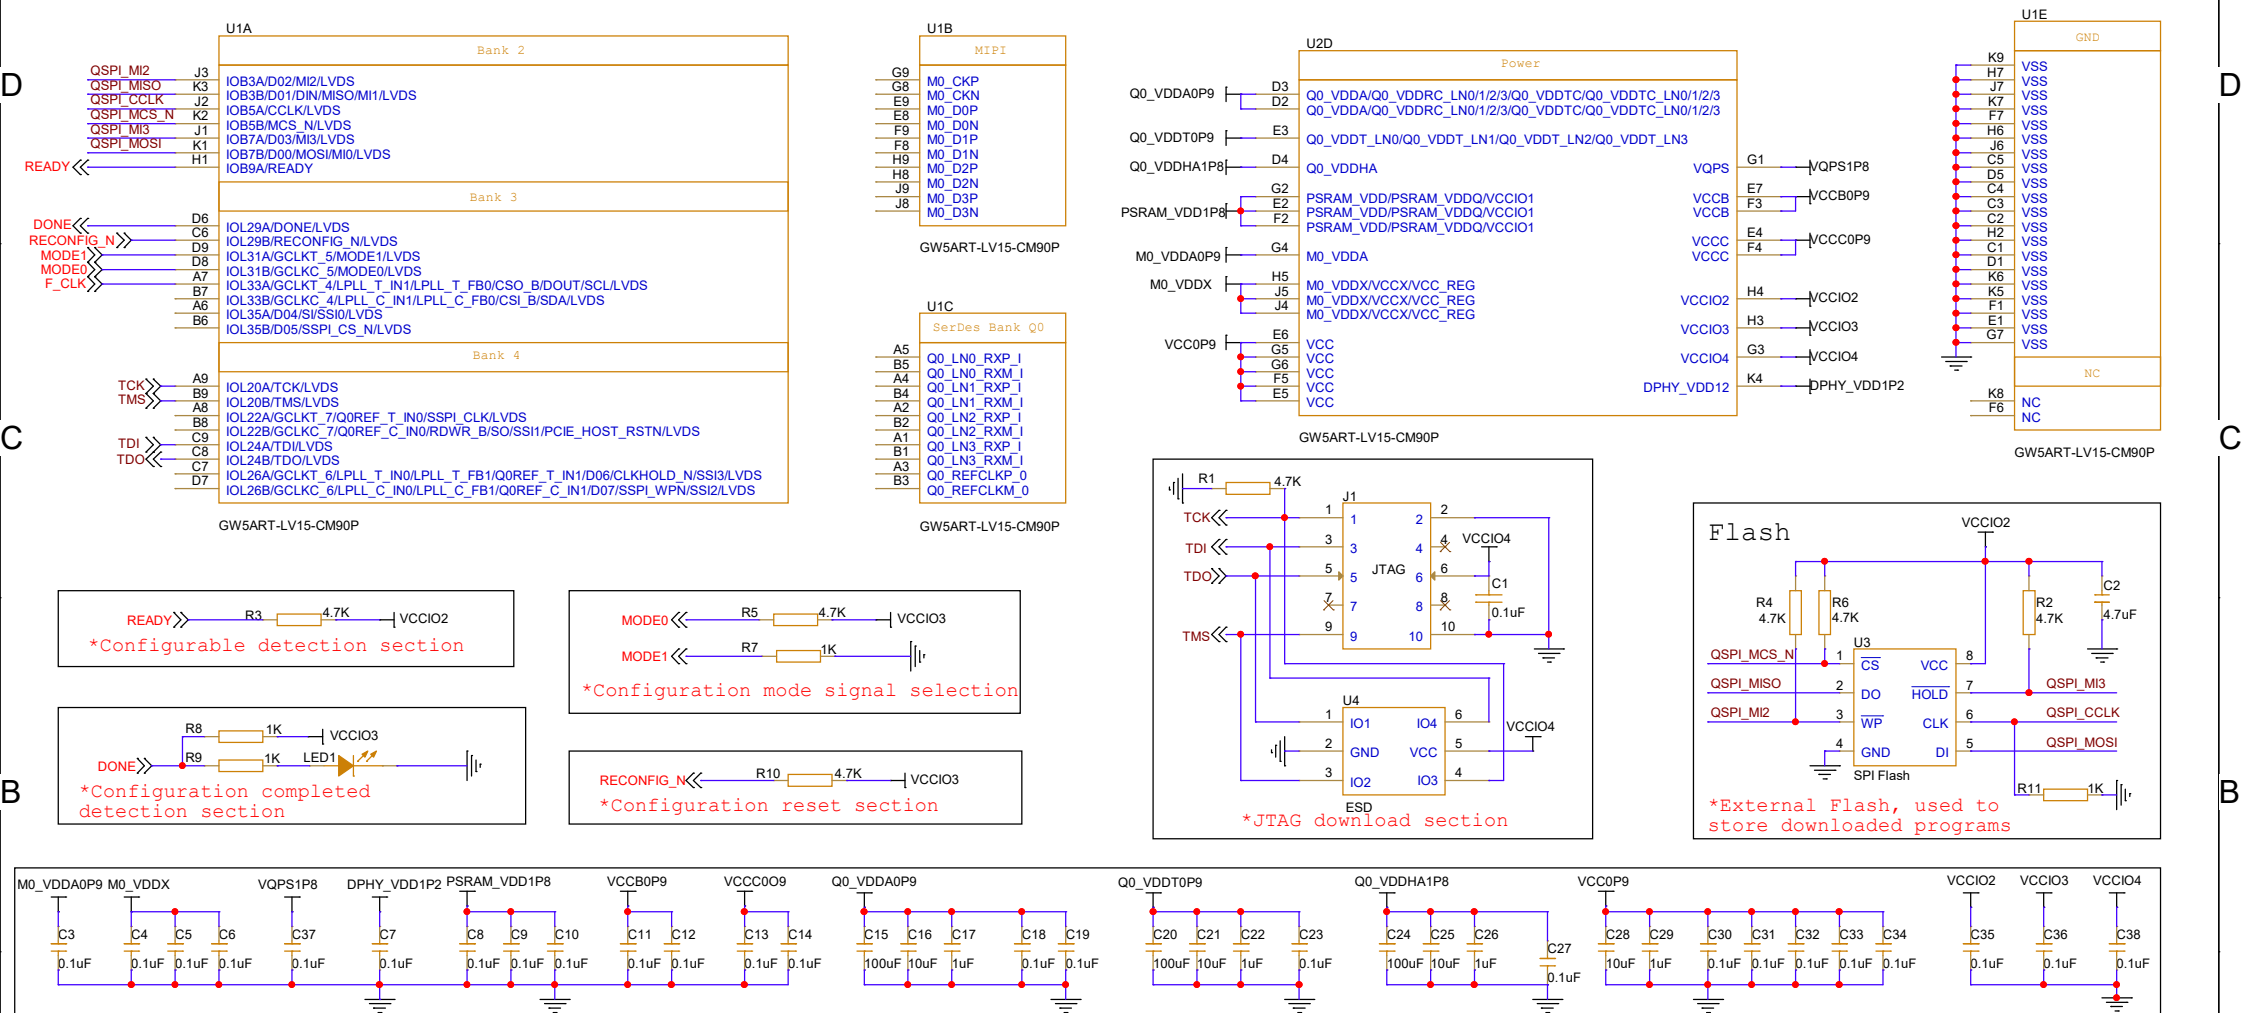 U1A
Bank 2
QSPI_MI2 J3 IOB3A/D02/MI2/LVDS
QSPI_MISO K3 IOB3B/D01/DIN/MISO/MI1/LVDS
QSPI_CCLK J2 IOB5A/CCLK/LVDS
QSPI_MCS_N K2 IOB5B/MCS_N/LVDS
QSPI_MI3 J1 IOB7A/D03/MI3/LVDS
QSPI_MOSI K1 IOB7B/D00/MOSI/MI0/LVDS
READY H1 IOB9A/READY
Bank 3
DONE D6 IOL29A/DONE/LVDS
RECONFIG_N C6 IOL29B/RECONFIG_N/LVDS
MODE1 D9 IOL31A/GCLKT_5/MODE1/LVDS
MODE0 D8 IOL31B/GCLKC_5/MODE0/LVDS
F_CLK A7 IOL33A/GCLKT_4/LPLL_T_IN1/LPLL_T_FB0/CSO_B/DOUT/SCL/LVDS
B7 IOL33B/GCLKC_4/LPLL_C_IN1/LPLL_C_FB0/CSI_B/SDA/LVDS
A6 IOL35A/D04/SI/SSI0/LVDS
B6 IOL35B/D05/SSPI_CS_N/LVDS
Bank 4
TCK A9 IOL20A/TCK/LVDS
TMS B9 IOL20B/TMS/LVDS
A8 IOL22A/GCLKT_7/Q0REF_T_IN0/SSPI_CLK/LVDS
B8 IOL22B/GCLKC_7/Q0REF_C_IN0/RDWR_B/SO/SSI1/PCIE_HOST_RSTN/LVDS
TDI C9 IOL24A/TDI/LVDS
TDO C8 IOL24B/TDO/LVDS
C7 IOL26A/GCLKT_6/LPLL_T_IN0/LPLL_T_FB1/Q0REF_T_IN1/D06/CLKHOLD_N/SSI3/LVDS
D7 IOL26B/GCLKC_6/LPLL_C_IN0/LPLL_C_FB1/Q0REF_C_IN1/D07/SSPI_WPN/SSI2/LVDS
GW5ART-LV15-CM90P
U1B
MIPI
G9 M0_CKP
G8 M0_CKN
E9 M0_D0P
E8 M0_D0N
F9 M0_D1P
F8 M0_D1N
H9 M0_D2P
H8 M0_D2N
J9 M0_D3P
J8 M0_D3N
GW5ART-LV15-CM90P
U1C
SerDes Bank Q0
A5 Q0_LN0_RXP_I
B5 Q0_LN0_RXM_I
A4 Q0_LN1_RXP_I
B4 Q0_LN1_RXM_I
A2 Q0_LN2_RXP_I
B2 Q0_LN2_RXM_I
A1 Q0_LN3_RXP_I
B1 Q0_LN3_RXM_I
A3 Q0_REFCLKP_0
B3 Q0_REFCLKM_0
GW5ART-LV15-CM90P
U2D
Power
Q0_VDDA0P9 D3 Q0_VDDA/Q0_VDDRC_LN0/1/2/3/Q0_VDDTC/Q0_VDDTC_LN0/1/2/3
D2 Q0_VDDA/Q0_VDDRC_LN0/1/2/3/Q0_VDDTC/Q0_VDDTC_LN0/1/2/3
Q0_VDDT0P9 E3 Q0_VDDT_LN0/Q0_VDDT_LN1/Q0_VDDT_LN2/Q0_VDDT_LN3
Q0_VDDHA1P8 D4 Q0_VDDHA VQPS G1 VQPS1P8
G2 PSRAM_VDD/PSRAM_VDDQ/VCCIO1 VCCB E7 VCCB0P9
PSRAM_VDD1P8 E2 PSRAM_VDD/PSRAM_VDDQ/VCCIO1 VCCB F3
F2 PSRAM_VDD/PSRAM_VDDQ/VCCIO1 VCCC E4 VCCC0P9
M0_VDDA0P9 G4 M0_VDDA VCCC F4
M0_VDDX H5 M0_VDDX/VCCX/VCC_REG
J5 M0_VDDX/VCCX/VCC_REG VCCIO2 H4 VCCIO2
J4 M0_VDDX/VCCX/VCC_REG VCCIO3 H3 VCCIO3
VCC0P9 E6 VCC
G5 VCC VCCIO4 G3 VCCIO4
G6 VCC
F5 VCC DPHY_VDD12 K4 DPHY_VDD1P2
E5 VCC
GW5ART-LV15-CM90P
U1E
GND
K9 VSS
H7 VSS
J7 VSS
K7 VSS
F7 VSS
H6 VSS
J6 VSS
C5 VSS
D5 VSS
C4 VSS
C3 VSS
C2 VSS
H2 VSS
C1 VSS
D1 VSS
K6 VSS
K5 VSS
F1 VSS
E1 VSS
G7 VSS
NC
K8 NC
F6 NC
GW5ART-LV15-CM90P
D
D
C
C
B
B
READY R3 4.7K VCCIO2
*Configurable detection section
MODE0 R5 4.7K VCCIO3
MODE1 R7 1K
*Configuration mode signal selection
R8 1K VCCIO3
DONE R9 1K LED1
*Configuration completed
detection section
RECONFIG_N R10 4.7K VCCIO3
*Configuration reset section
R1 4.7K
J1
TCK 1 1 2 2
TDI 3 3 4 4 VCCIO4
TDO 5 5 JTAG 6 6 C1
7 7 8 8 0.1uF
TMS 9 9 10 10
U4
1 IO1 IO4 6 VCCIO4
2 GND VCC 5
3 IO2 IO3 4
ESD
*JTAG download section
Flash
VCCIO2
R4 4.7K R6 4.7K R2 4.7K C2 4.7uF
U3
QSPI_MCS_N 1 CS VCC 8
QSPI_MISO 2 DO HOLD 7 QSPI_MI3
QSPI_MI2 3 WP CLK 6 QSPI_CCLK
4 GND DI 5 QSPI_MOSI
SPI Flash
R11 1K
*External Flash, used to
store downloaded programs
M0_VDDA0P9 M0_VDDX VQPS1P8 DPHY_VDD1P2 PSRAM_VDD1P8 VCCB0P9 VCCC0O9 Q0_VDDA0P9 Q0_VDDT0P9 Q0_VDDHA1P8 VCC0P9 VCCIO2 VCCIO3 VCCIO4
C3 C4 C5 C6 C37 C7 C8 C9 C10 C11 C12 C13 C14 C15 C16 C17 C18 C19 C20 C21 C22 C23 C24 C25 C26 C27 C28 C29 C30 C31 C32 C33 C34 C35 C36 C38
0.1uF 0.1uF 0.1uF 0.1uF 0.1uF 0.1uF 0.1uF 0.1uF 0.1uF 0.1uF 0.1uF 0.1uF 0.1uF 100uF 10uF 1uF 0.1uF 0.1uF 100uF 10uF 1uF 0.1uF 100uF 10uF 1uF 0.1uF 10uF 1uF 0.1uF 0.1uF 0.1uF 0.1uF 0.1uF 0.1uF 0.1uF 0.1uF